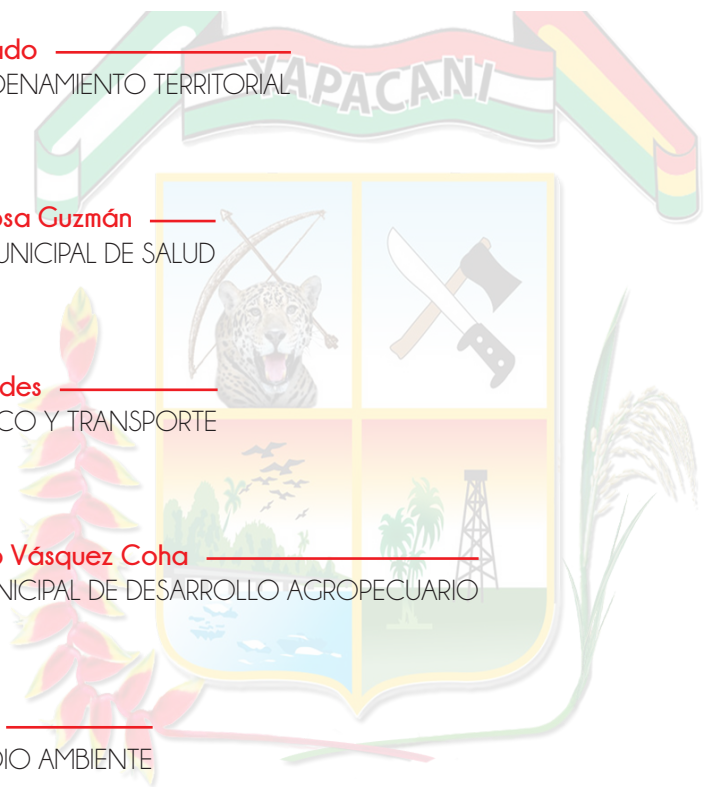 YAPACANI
ado
DENAMIENTO TERRITORIAL
osa Guzmán
UNICIPAL DE SALUD
des
CO Y TRANSPORTE
o Vásquez Coha
NICIPAL DE DESARROLLO AGROPECUARIO
DIO AMBIENTE